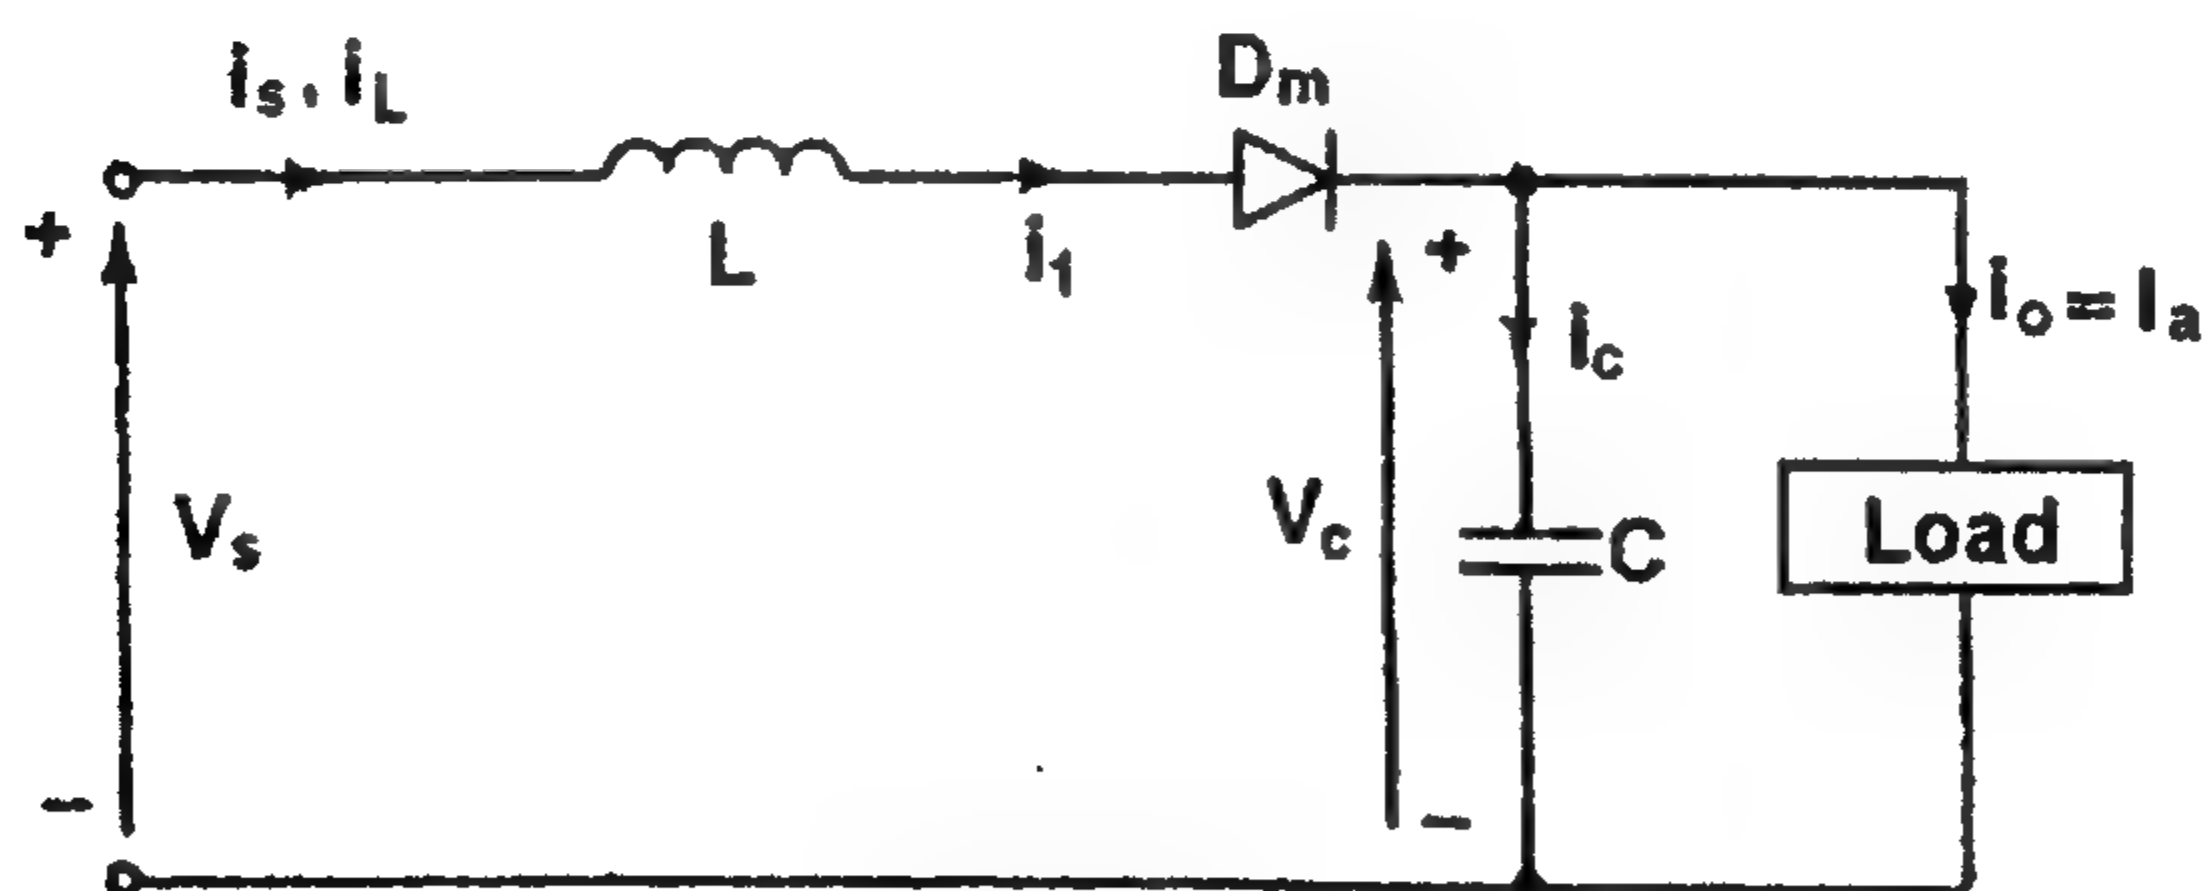 is, iL
Dm
+
L
i1
+
io = Ia
ic
Vs
Vc
C
Load
−
−